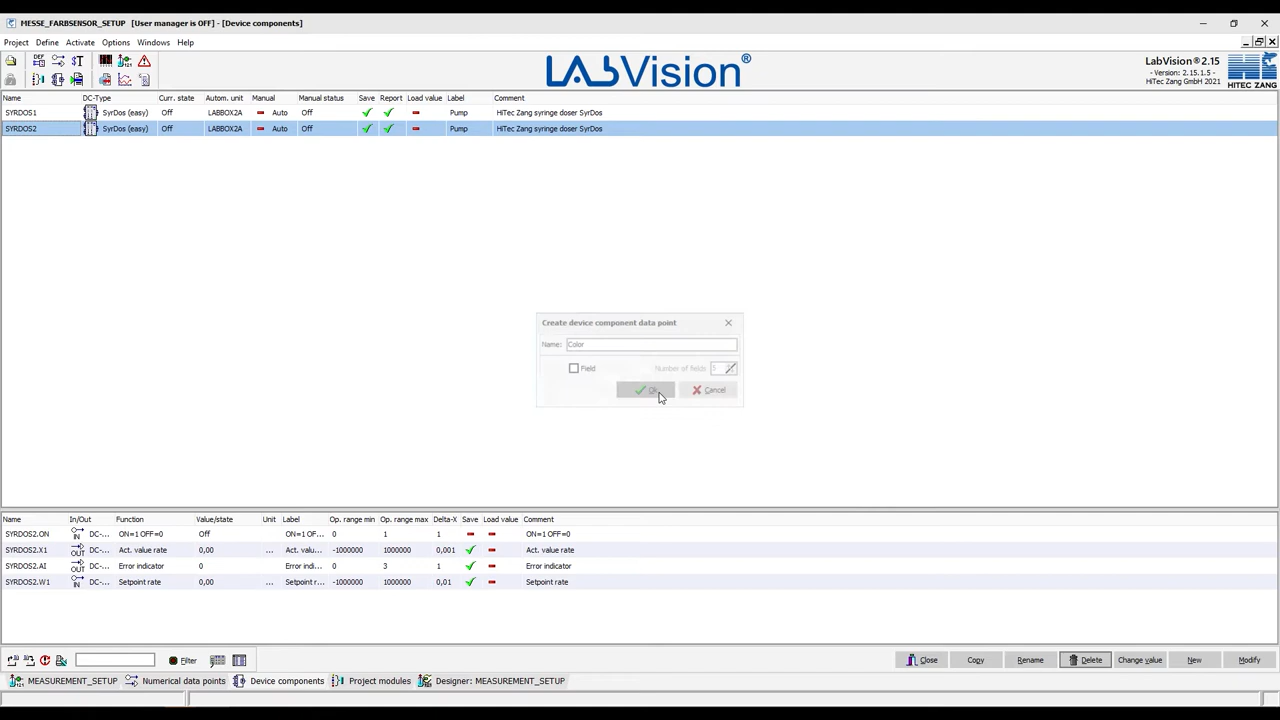 MESSE_FARBSENSOR_SETUP [User manager is OFF] - [Device components]
Project Define Activate Options Windows Help
LABVision®
LabVision® 2.15
- Version: 2.15.1.5 -
HiTec Zang GmbH 2021
HITEC ZANG
Name DC-Type Curr. state Autom. unit Manual Manual status Save Report Load value Label Comment
SYRDOS1 SyrDos (easy) Off LABBOX2A Auto Off Pump HiTec Zang syringe doser SyrDos
SYRDOS2 SyrDos (easy) Off LABBOX2A Auto Off Pump HiTec Zang syringe doser SyrDos
Create device component data point
Name: Color
Field Number of fields
Ok Cancel
Name In/Out Function Value/state Unit Label Op. range min Op. range max Delta-X Save Load value Comment
SYRDOS2.ON IN DC-... Off ON=1 OF... 0 1 1 ON=1 OFF=0
SYRDOS2.X1 OUT DC-... Act. value rate 0,00 ... Act. valu... -1000000 1000000 0,001 Act. value rate
SYRDOS2.AI OUT DC-... Error indicator 0 Error indi... 0 3 1 Error indicator
SYRDOS2.W1 IN DC-... Setpoint rate 0,00 ... Setpoint r... -1000000 1000000 0,01 Setpoint rate
Filter Close Copy Rename Delete Change value New Modify
MEASUREMENT_SETUP Numerical data points Device components Project modules Designer: MEASUREMENT_SETUP